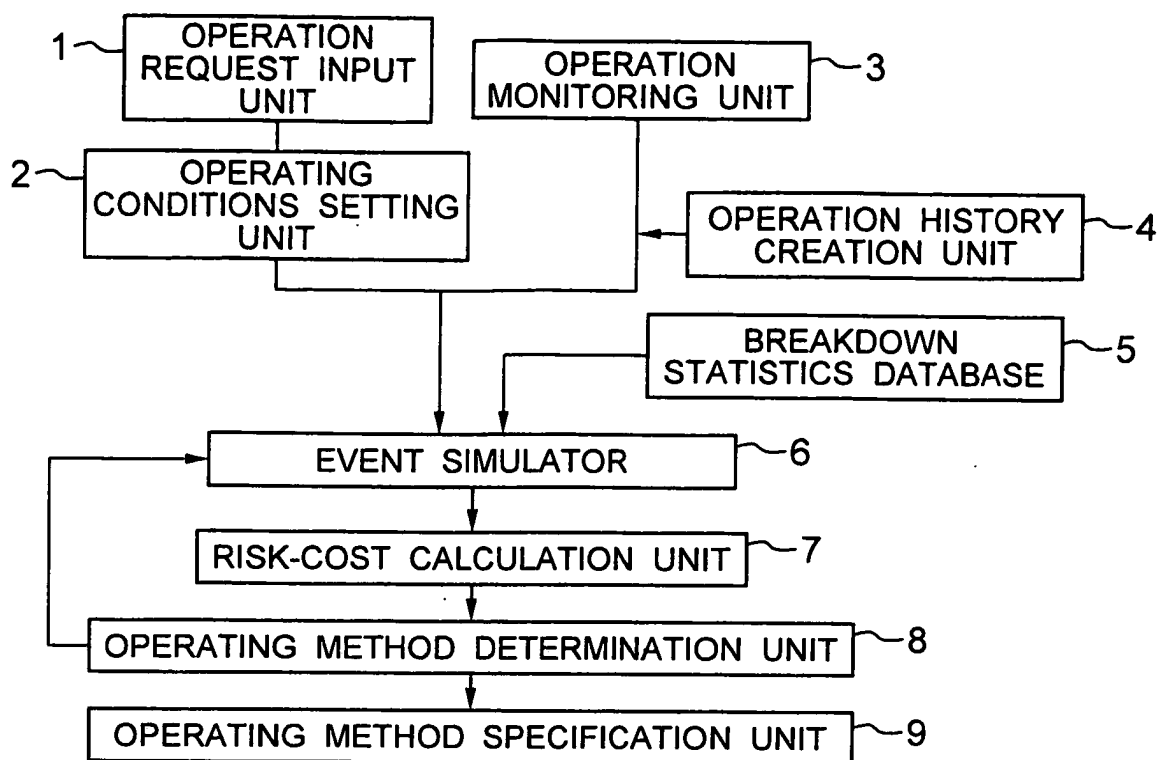 1
OPERATION
REQUEST INPUT
UNIT
OPERATION
MONITORING UNIT
3
2
OPERATING
CONDITIONS SETTING
UNIT
OPERATION HISTORY
CREATION UNIT
4
BREAKDOWN
STATISTICS DATABASE
5
EVENT SIMULATOR
6
RISK-COST CALCULATION UNIT
7
OPERATING METHOD DETERMINATION UNIT
8
OPERATING METHOD SPECIFICATION UNIT
9